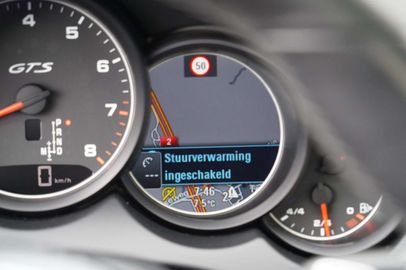 4
5
6
7
8
GTS
P
R
N
D
M
0
km/h
50
2
Stuurverwarming
ingeschakeld
---
7:46
7.5°C
4/4
2/4
0